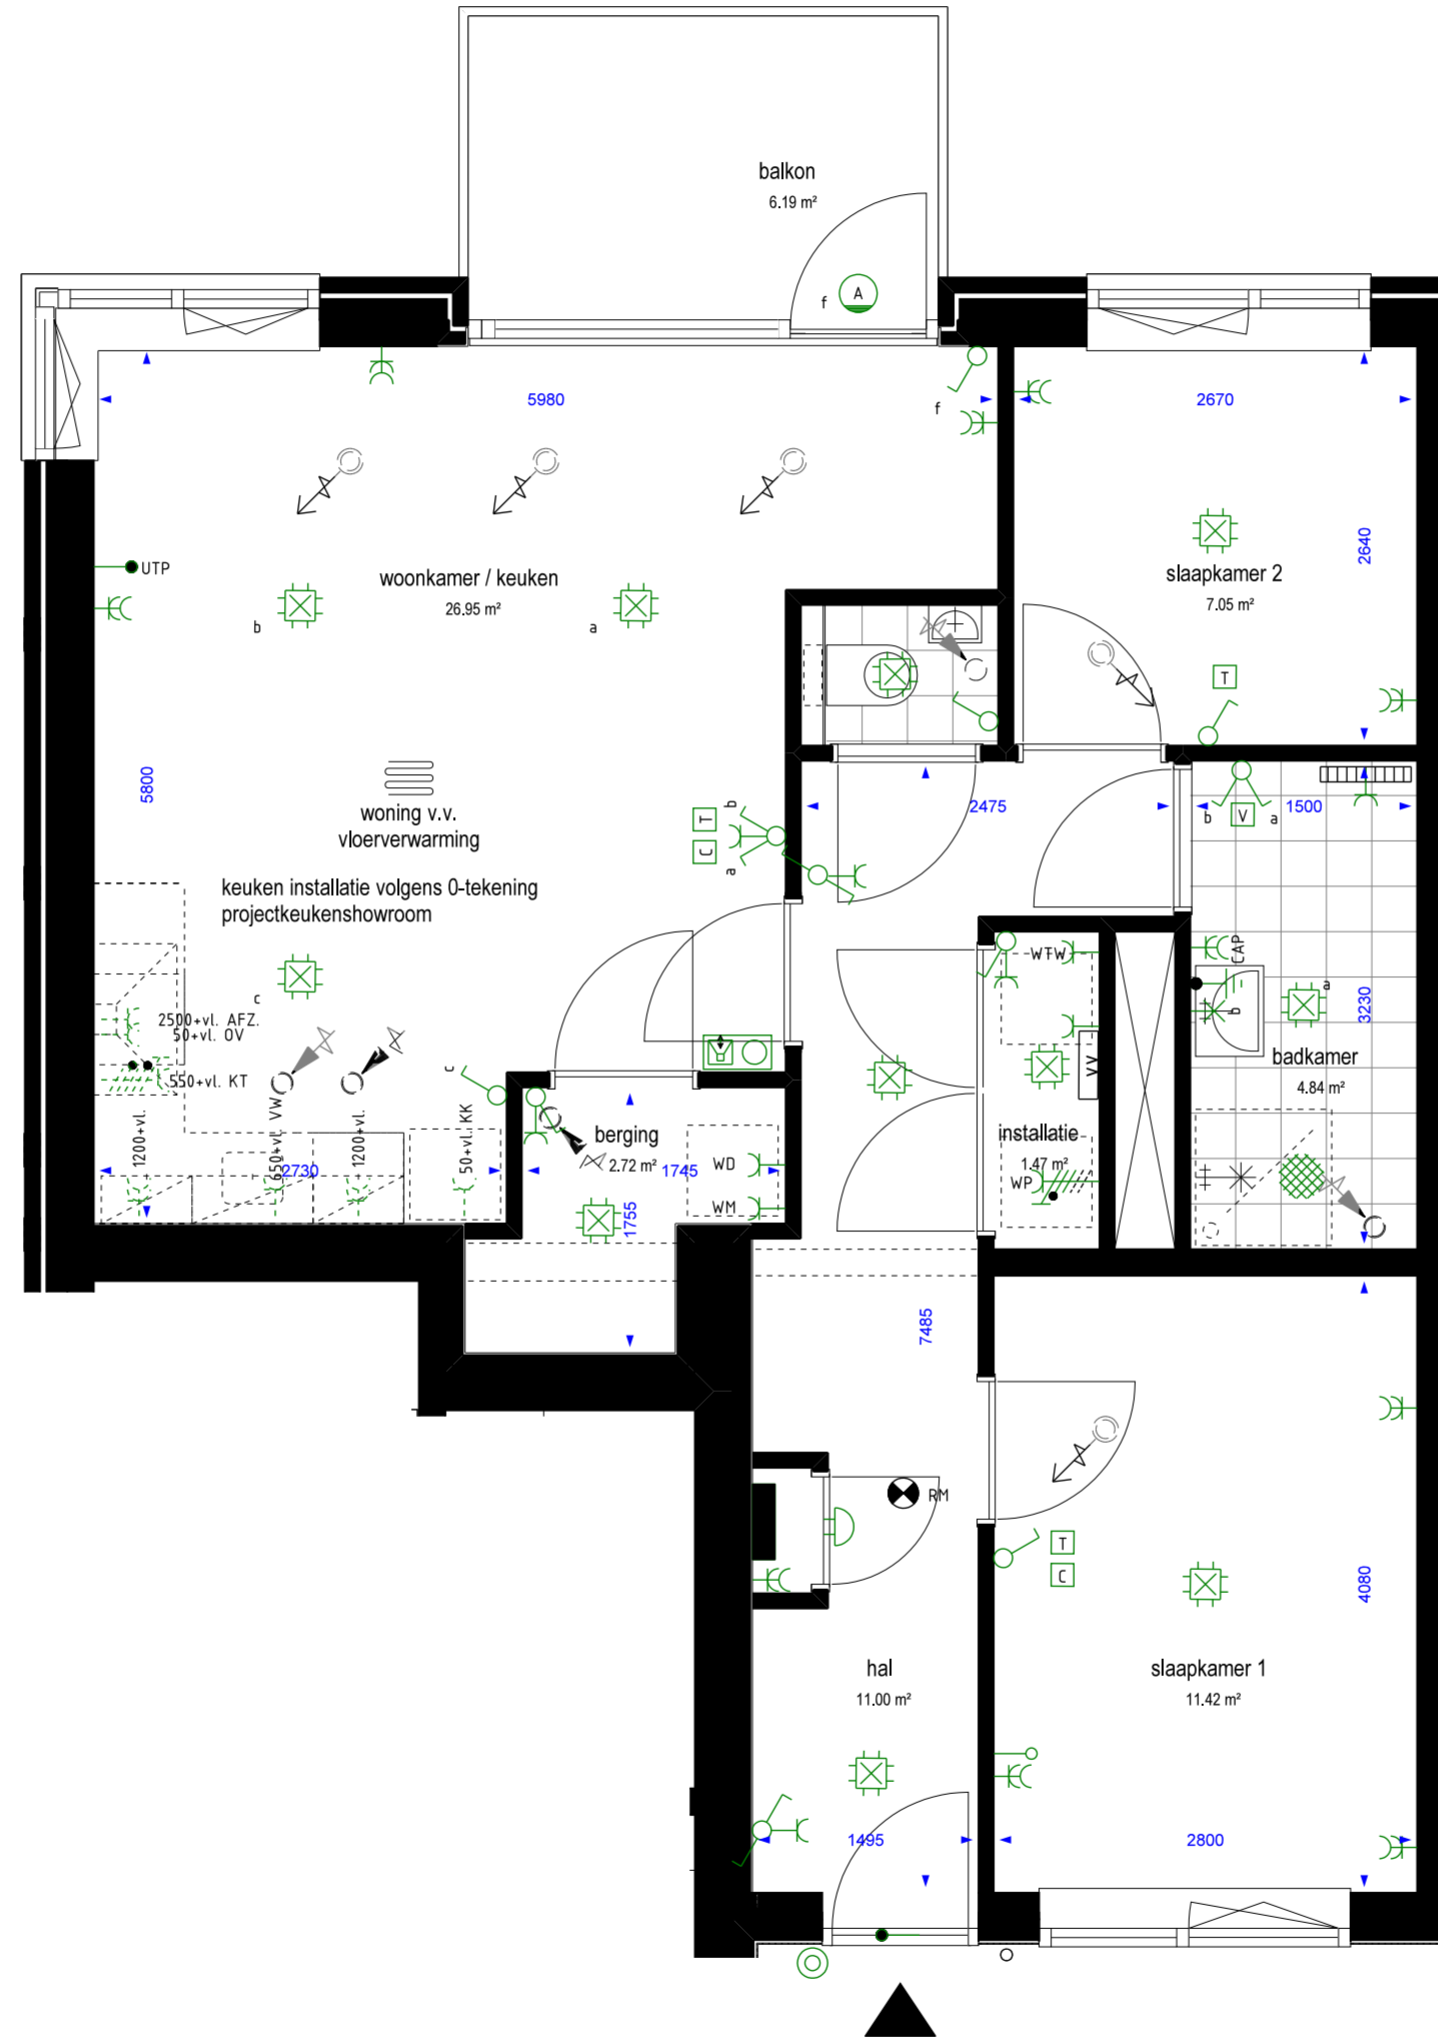 balkon
6.19 m²
f
A
5980
f
2670
2640
UTP
woonkamer / keuken
26.95 m²
b
a
slaapkamer 2
7.05 m²
T
5800
woning v.v.
vloerverwarming
keuken installatie volgens 0-tekening
projectkeukenshowroom
T
C
b
a
2475
b
V
a
1500
c
2500+vl. AFZ.
50+vl. OV
550+vl. KT
WTW
CAP
a
b
3230
badkamer
4.84 m²
VV
c
1200+vl.
650+vl. VW
1200+vl.
50+vl. KK
2730
berging
2.72 m²
1745
1755
WD
WM
installatie
1.47 m²
WP
7485
RM
T
C
4080
hal
11.00 m²
slaapkamer 1
11.42 m²
1495
2800